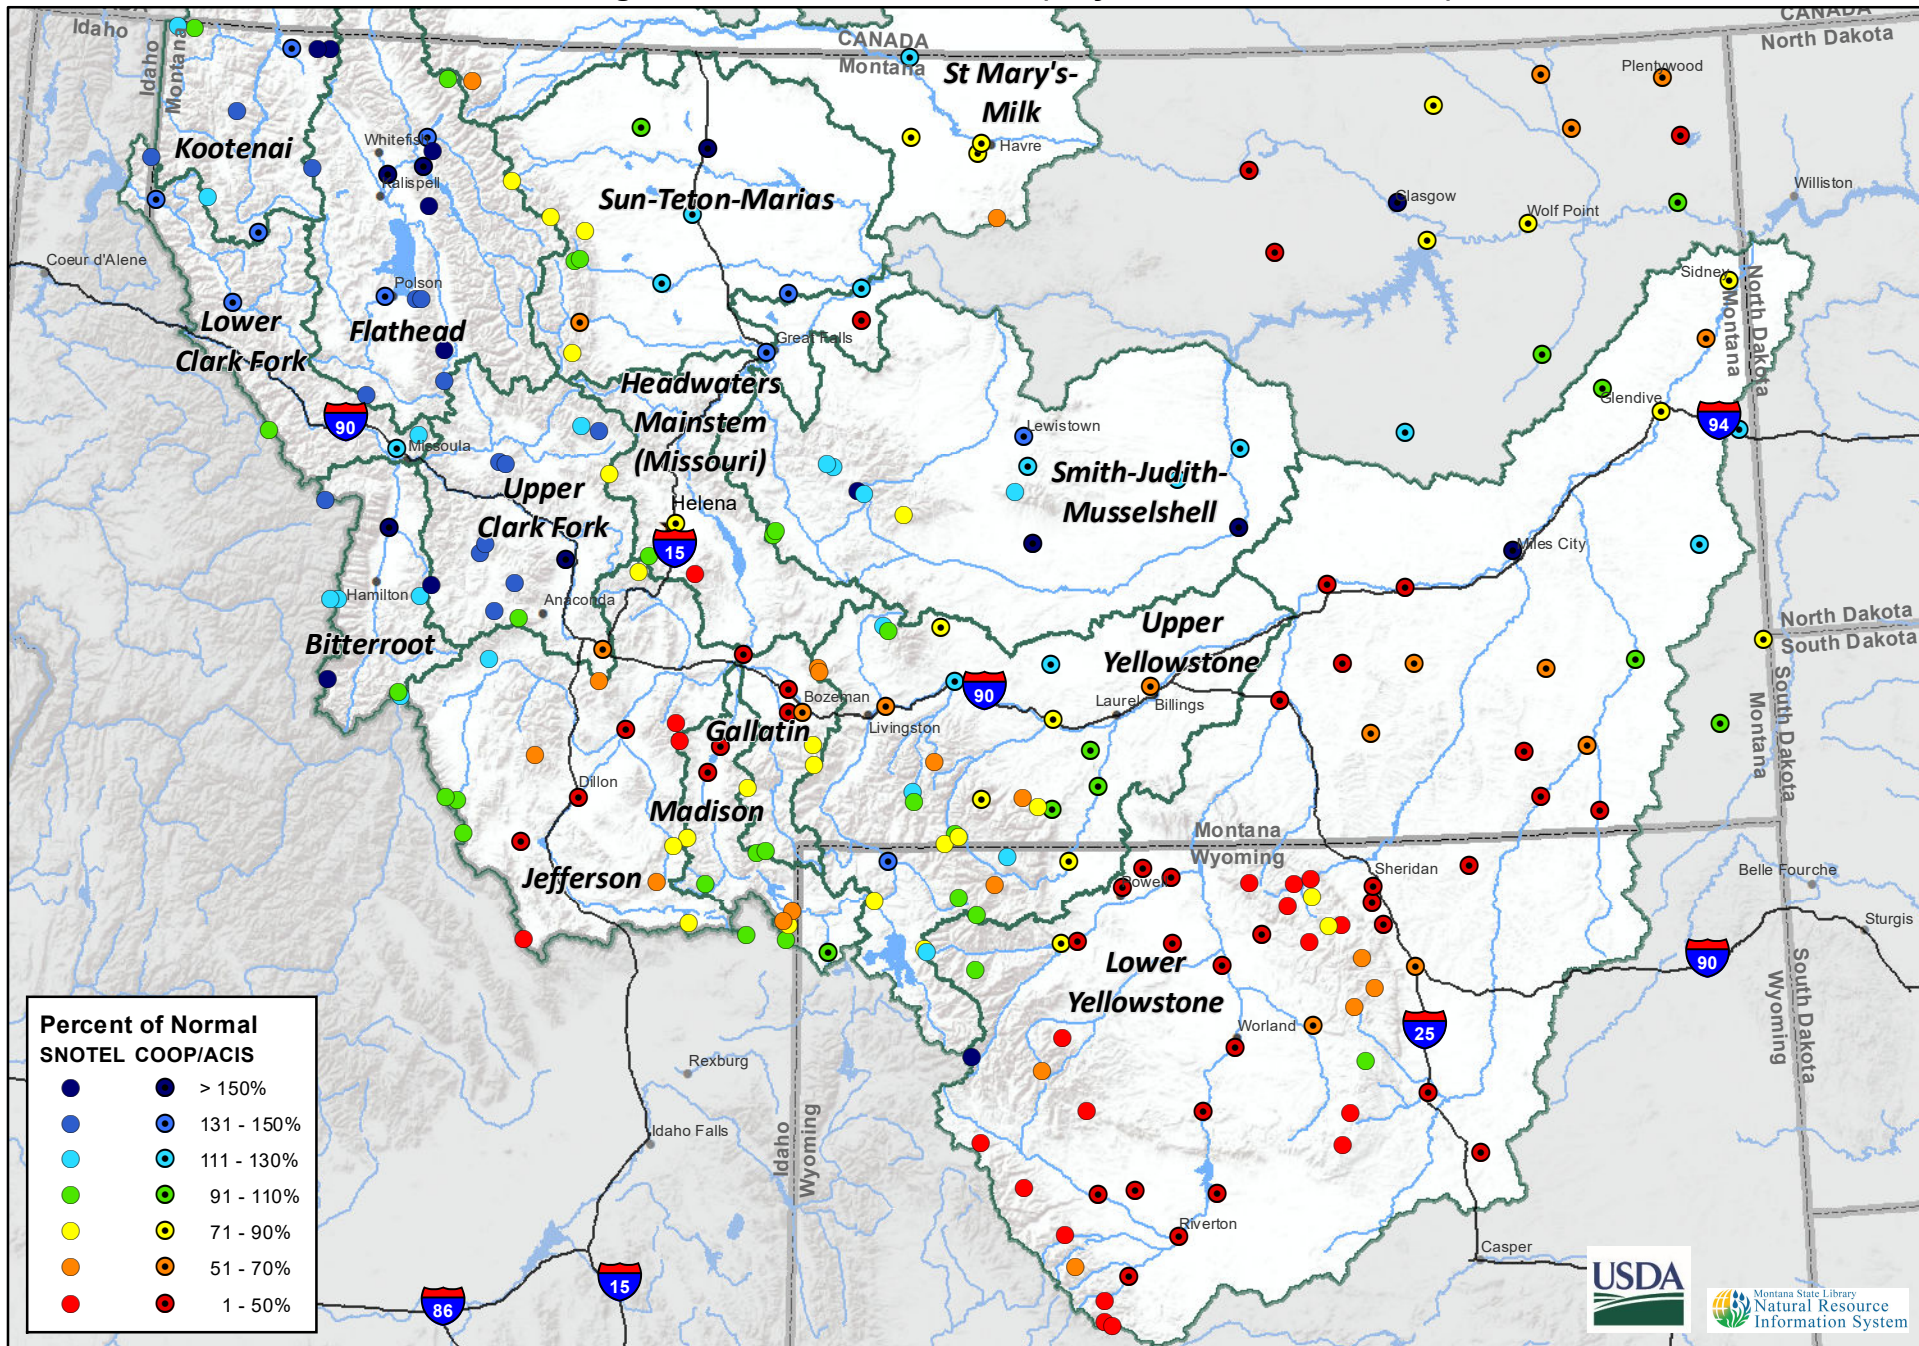 CANADA
Idaho
Montana
Idaho
CANADA
Montana
CANADA
North Dakota
St Mary's-
Milk
Plentywood
Kootenai
Whitefish
Havre
Kalispell
Sun-Teton-Marias
Glasgow
Wolf Point
Williston
Coeur d'Alene
Polson
Sidney
North Dakota
Montana
Lower
Clark Fork
Flathead
Great Falls
Headwaters
Mainstem
(Missouri)
Glendive
90
Missoula
Lewistown
94
Smith-Judith-
Musselshell
Upper
Clark Fork
Helena
15
Miles City
Hamilton
Anaconda
Bitterroot
Upper
Yellowstone
North Dakota
South Dakota
Bozeman
90
Laurel
Billings
Livingston
Gallatin
South Dakota
Montana
Dillon
Madison
Montana
Wyoming
Jefferson
Powell
Sheridan
Belle Fourche
Sturgis
Lower
Yellowstone
90
South Dakota
Wyoming
Worland
25
Rexburg
Idaho Falls
Idaho
Wyoming
Riverton
Casper
15
86
Percent of Normal
SNOTEL COOP/ACIS
> 150%
131 - 150%
111 - 130%
91 - 110%
71 - 90%
51 - 70%
1 - 50%
USDA
Montana State Library
Natural Resource
Information System